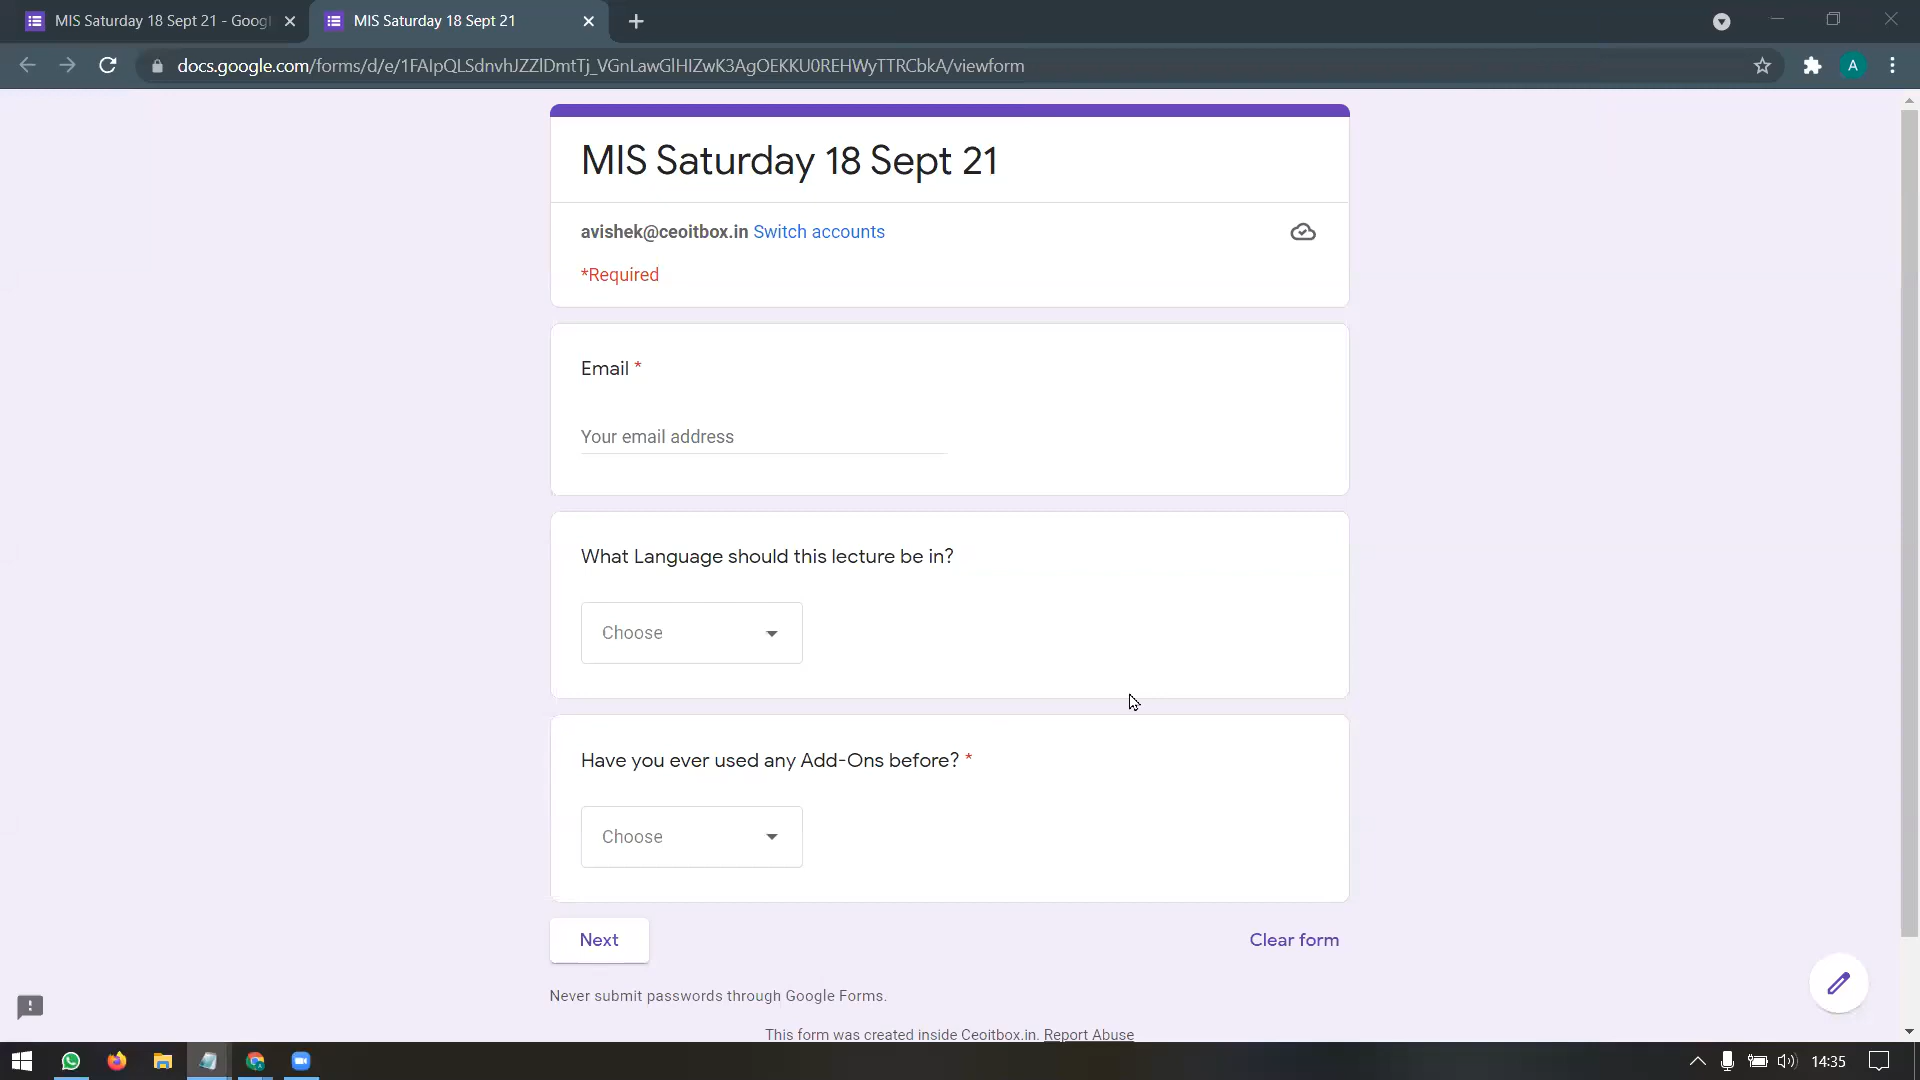 MIS Saturday 18 Sept 21 - Googl
MIS Saturday 18 Sept 21
docs.google.com/forms/d/e/1FAIpQLSdnvhJZZlDmtTj_VGnLawGlHIZwK3AgOEKKU0REHWyTTRCbkA/viewform
A
MIS Saturday 18 Sept 21
avishek@ceoitbox.in Switch accounts
*Required
Email *
Your email address
What Language should this lecture be in?
Choose
Have you ever used any Add-Ons before? *
Choose
Next
Clear form
Never submit passwords through Google Forms.
This form was created inside Ceoitbox.in. Report Abuse
14:35